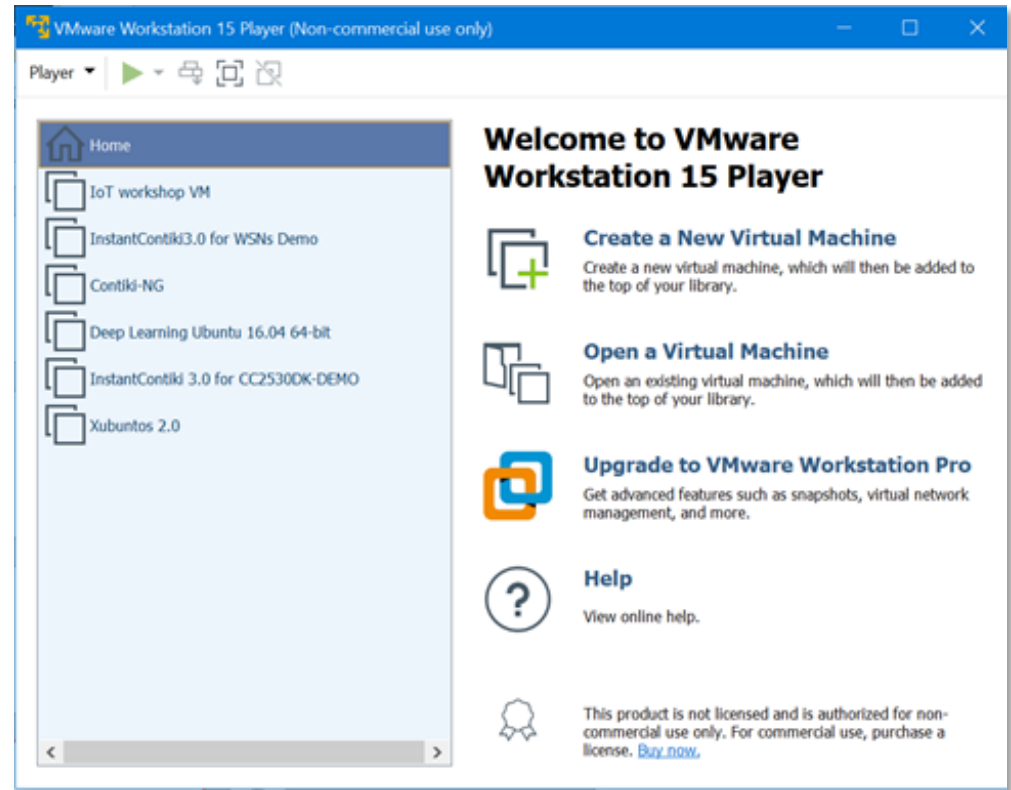 VMware Workstation 15 Player (Non-commercial use only)
Player
Home
IoT workshop VM
InstantContiki3.0 for WSNs Demo
Contiki-NG
Deep Learning Ubuntu 16.04 64-bit
InstantContiki 3.0 for CC2530DK-DEMO
Xubuntos 2.0
Welcome to VMware
Workstation 15 Player
Create a New Virtual Machine
Create a new virtual machine, which will then be added to
the top of your library.
Open a Virtual Machine
Open an existing virtual machine, which will then be added
to the top of your library.
Upgrade to VMware Workstation Pro
Get advanced features such as snapshots, virtual network
management, and more.
Help
View online help.
This product is not licensed and is authorized for non-
commercial use only. For commercial use, purchase a
license. Buy now.